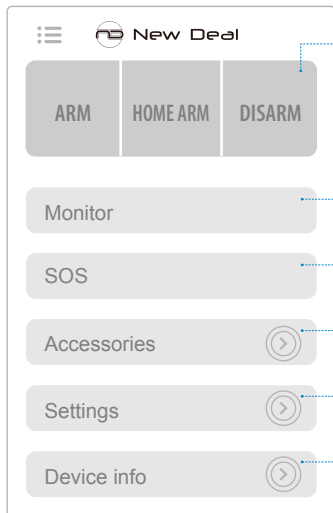 New Deal
ARM HOME ARM DISARM
Monitor
SOS
Accessories
Settings
Device info